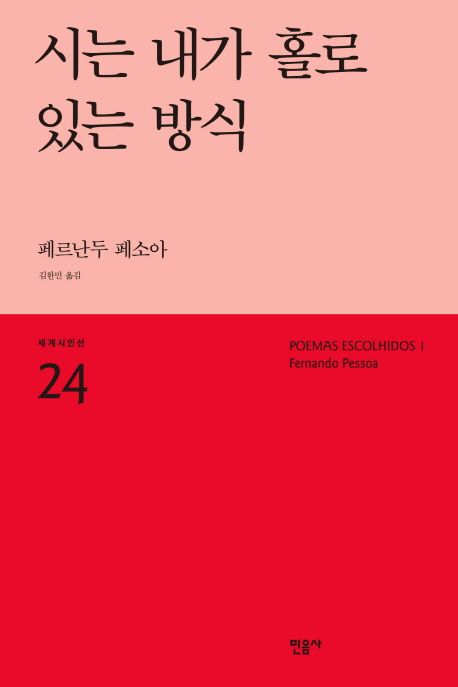 시는 내가 홀로
있는 방식
페르난두 페소아
김한민 옮김
세계시인선
24
POEMAS ESCOLHIDOS I
Fernando Pessoa
민음사